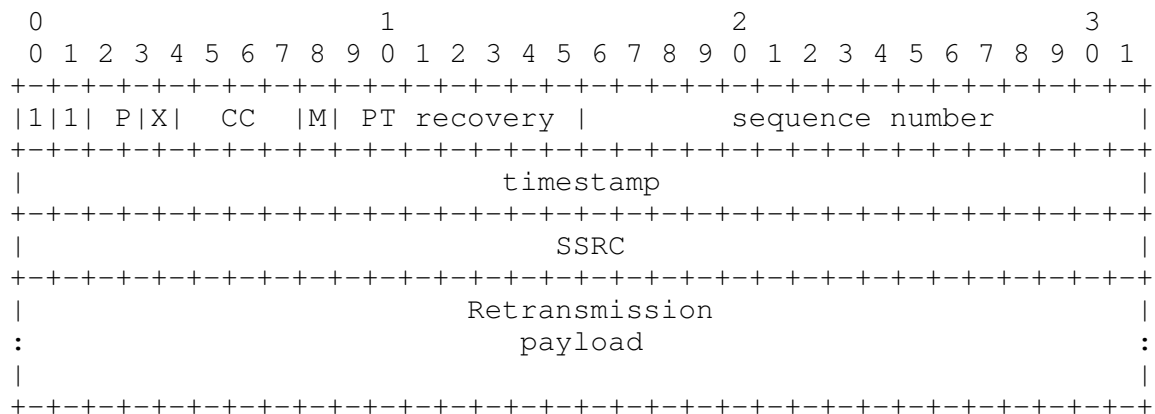 0                   1                   2                   3
 0 1 2 3 4 5 6 7 8 9 0 1 2 3 4 5 6 7 8 9 0 1 2 3 4 5 6 7 8 9 0 1
+-+-+-+-+-+-+-+-+-+-+-+-+-+-+-+-+-+-+-+-+-+-+-+-+-+-+-+-+-+-+-+-+
|1|1| P|X|  CC   |M| PT recovery |        sequence number        |
+-+-+-+-+-+-+-+-+-+-+-+-+-+-+-+-+-+-+-+-+-+-+-+-+-+-+-+-+-+-+-+-+
|                           timestamp                           |
+-+-+-+-+-+-+-+-+-+-+-+-+-+-+-+-+-+-+-+-+-+-+-+-+-+-+-+-+-+-+-+-+
|                              SSRC                             |
+-+-+-+-+-+-+-+-+-+-+-+-+-+-+-+-+-+-+-+-+-+-+-+-+-+-+-+-+-+-+-+-+
|                         Retransmission                        |
:                            payload                            :
|                                                               |
+-+-+-+-+-+-+-+-+-+-+-+-+-+-+-+-+-+-+-+-+-+-+-+-+-+-+-+-+-+-+-+-+